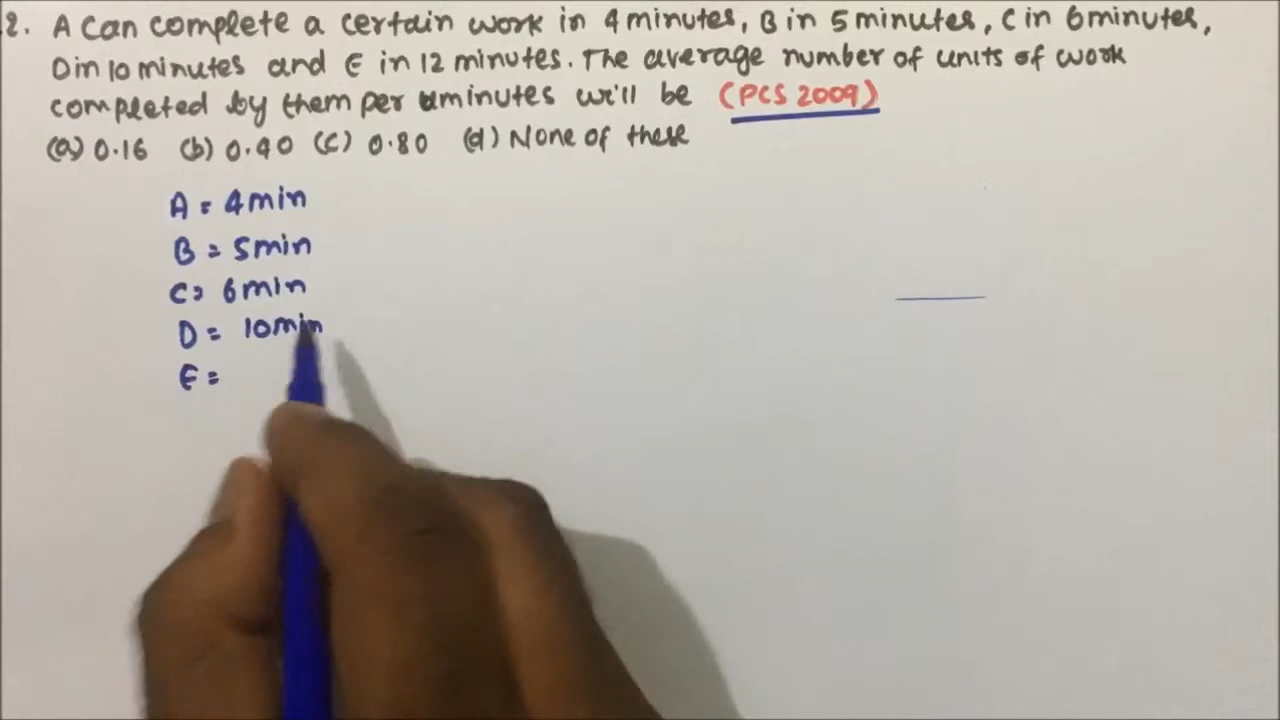 2. A can complete a certain work in 4 minutes, B in 5 minutes, C in 6 minutes,
D in 10 minutes and E in 12 minutes. The average number of units of work
completed by them per minutes will be (PCS 2009)
(a) 0.16 (b) 0.40 (c) 0.80 (d) None of these
A = 4min
B = 5min
C = 6min
D = 10min
E =